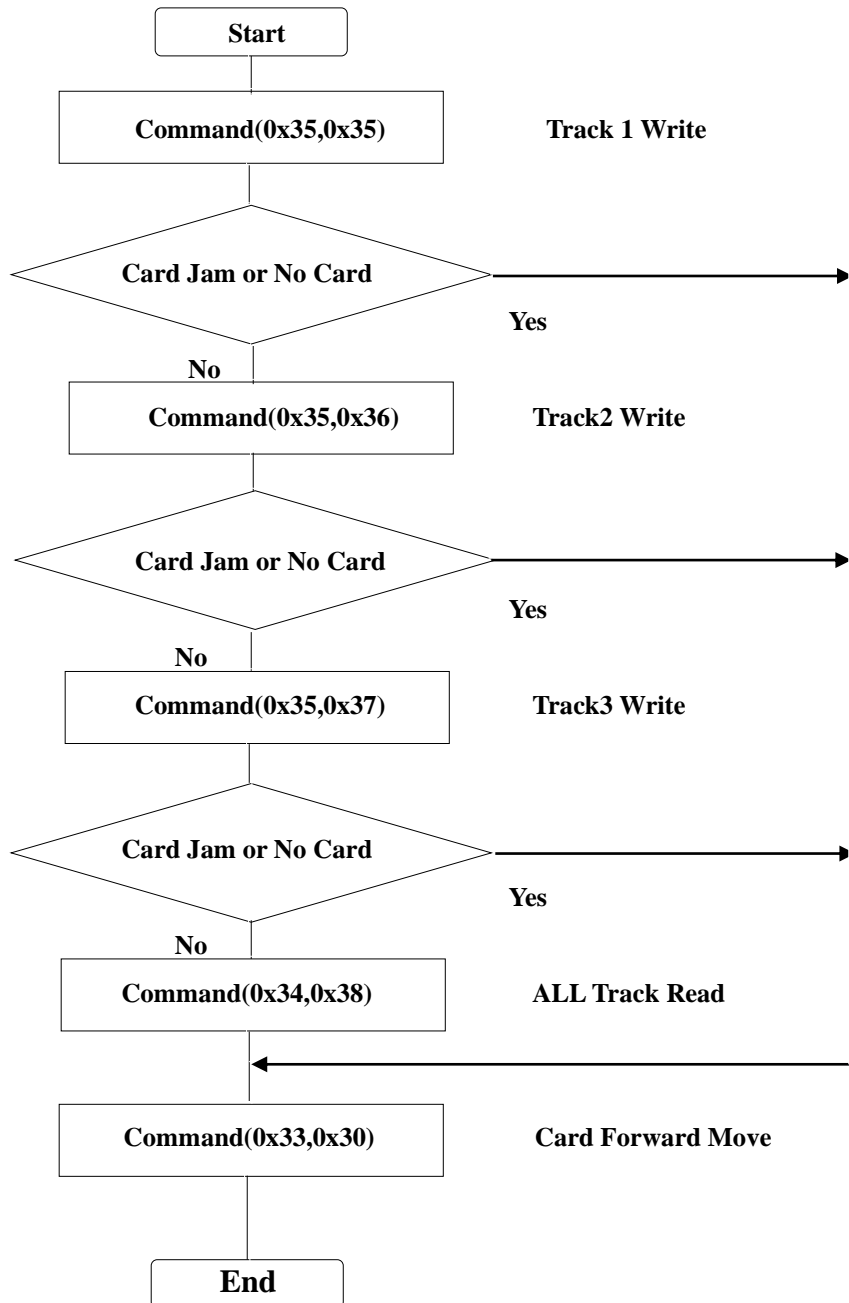 Start
Command(0x35,0x35) Track 1 Write
Card Jam or No Card
Yes
No
Command(0x35,0x36) Track2 Write
Card Jam or No Card
Yes
No
Command(0x35,0x37) Track3 Write
Card Jam or No Card
Yes
No
Command(0x34,0x38) ALL Track Read
Command(0x33,0x30) Card Forward Move
End